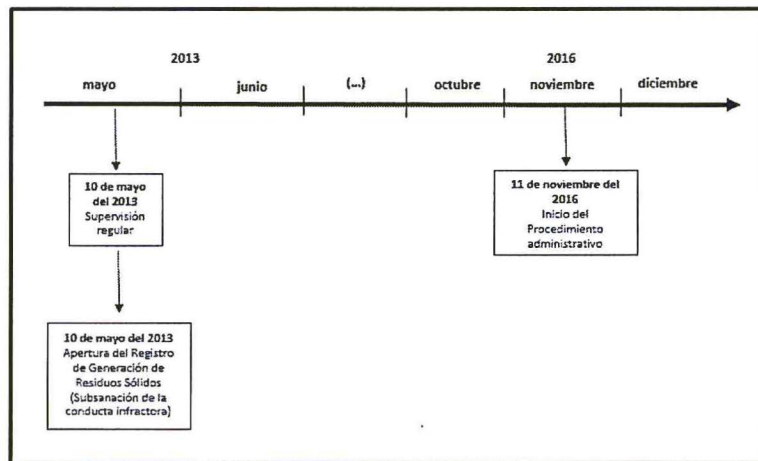 2013
2016
mayo
junio
(...)
octubre
noviembre
diciembre
10 de mayo
del 2013
Supervisión
regular
11 de noviembre del
2016
Inicio del
Procedimiento
administrativo
10 de mayo del 2013
Apertura del Registro
de Generación de
Residuos Sólidos
(Subsanación de la
conducta infractora)